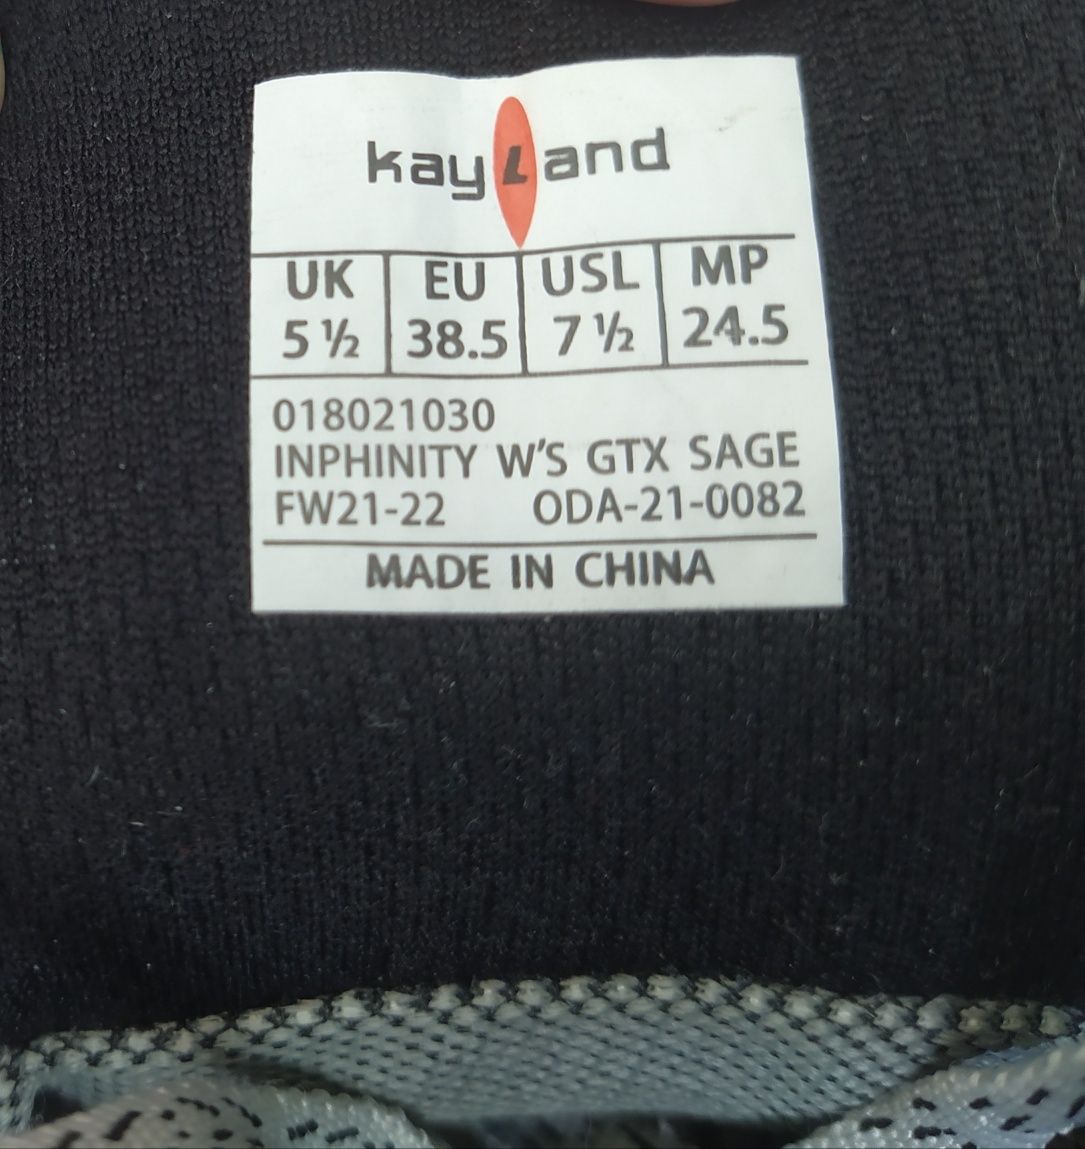 kayLand
UK EU USL MP
5 ½ 38.5 7 ½ 24.5
018021030
INPHINITY W'S GTX SAGE
FW21-22 ODA-21-0082
MADE IN CHINA